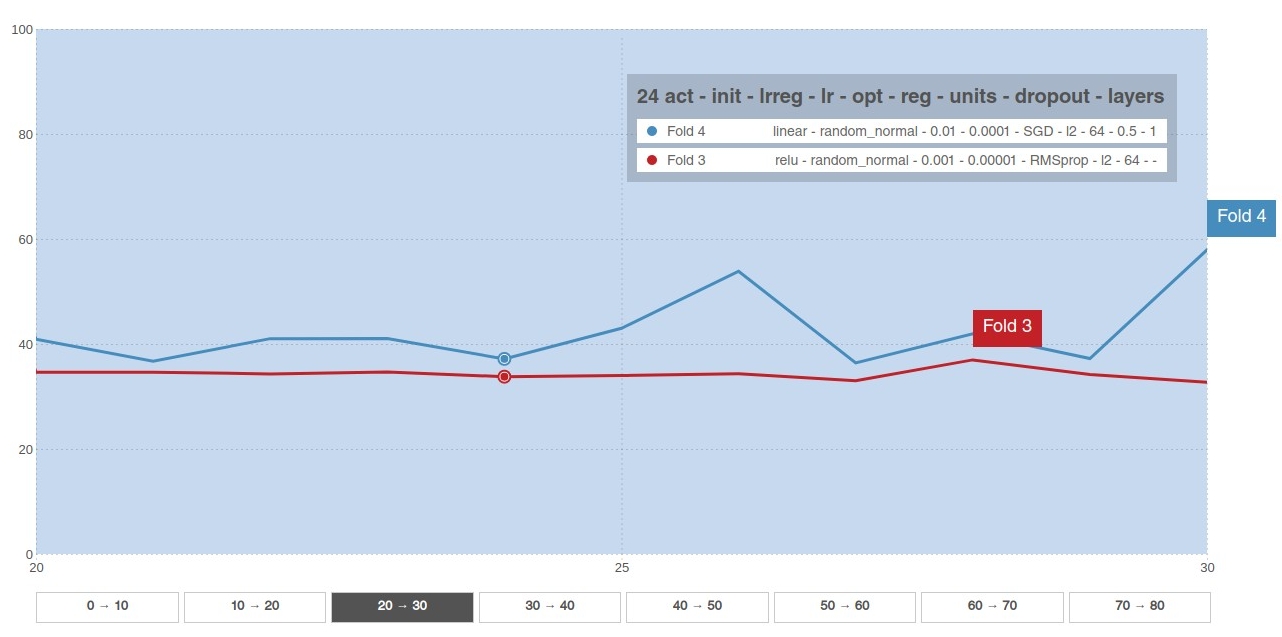 100
24 act - init - lrreg - lr - opt - reg - units - dropout - layers
80
Fold 4 linear - random_normal - 0.01 - 0.0001 - SGD - l2 - 64 - 0.5 - 1
Fold 3 relu - random_normal - 0.001 - 0.00001 - RMSprop - l2 - 64 - -
Fold 4
60
Fold 3
40
20
0
20 25 30
0 → 10 10 → 20 20 → 30 30 → 40 40 → 50 50 → 60 60 → 70 70 → 80